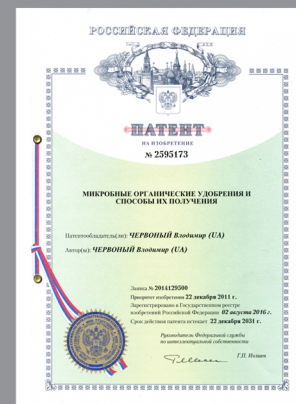 РОССИЙСКАЯ ФЕДЕРАЦИЯ
ПАТЕНТ
НА ИЗОБРЕТЕНИЕ
№ 2595173
МИКРОБНЫЕ ОРГАНИЧЕСКИЕ УДОБРЕНИЯ И
СПОСОБЫ ИХ ПОЛУЧЕНИЯ
Патентообладатель(ли): ЧЕРВОНЫЙ Влодимир (UA)
Автор(ы): ЧЕРВОНЫЙ Влодимир (UA)
Заявка № 2014129500
Приоритет изобретения 22 декабря 2011 г.
Зарегистрировано в Государственном реестре
изобретений Российской Федерации 02 августа 2016 г.
Срок действия патента истекает 22 декабря 2031 г.
Руководитель Федеральной службы
по интеллектуальной собственности
Г.П. Ивлиев